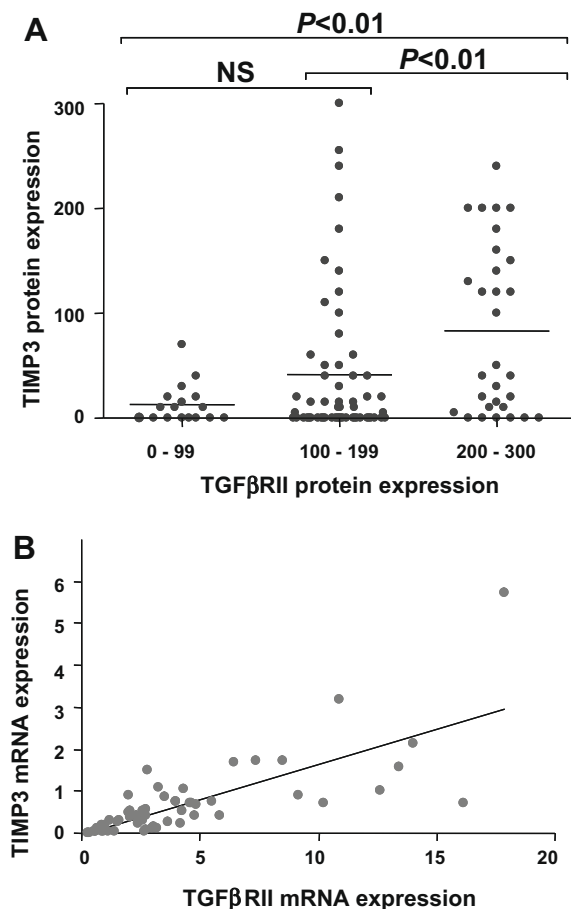 A
P<0.01
NS
P<0.01
TIMP3 protein expression
300
200
100
0
0 - 99
100 - 199
200 - 300
TGFβRII protein expression
B
TIMP3 mRNA expression
6
5
4
3
2
1
0
0
5
10
15
20
TGFβRII mRNA expression